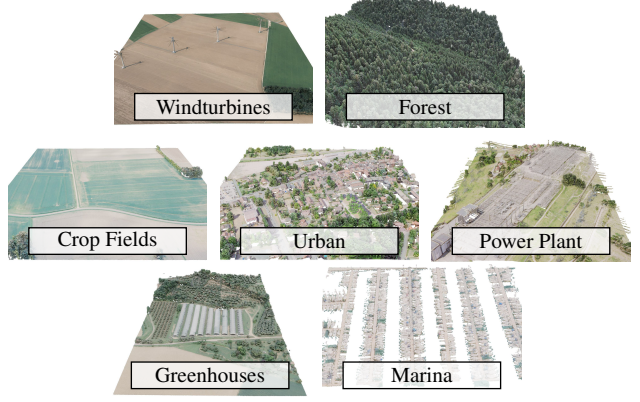 Windturbines
Forest
Crop Fields
Urban
Power Plant
Greenhouses
Marina